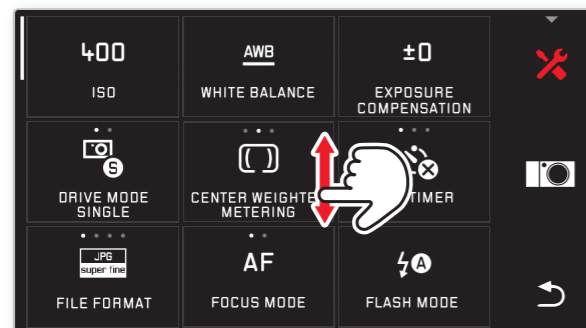 400
AWB
±0
ISO
WHITE BALANCE
EXPOSURE
COMPENSATION
S
DRIVE MODE
SINGLE
CENTER WEIGHTE
METERING
TIMER
JPG
super fine
AF
A
FILE FORMAT
FOCUS MODE
FLASH MODE